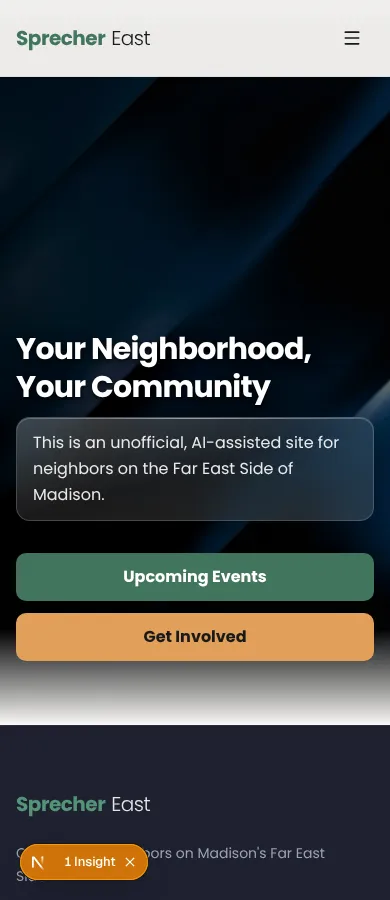 Sprecher East
Your Neighborhood,
Your Community
This is an unofficial, AI-assisted site for
neighbors on the Far East Side of
Madison.
Upcoming Events
Get Involved
Sprecher East
on Madison's Far East
N 1 Insight